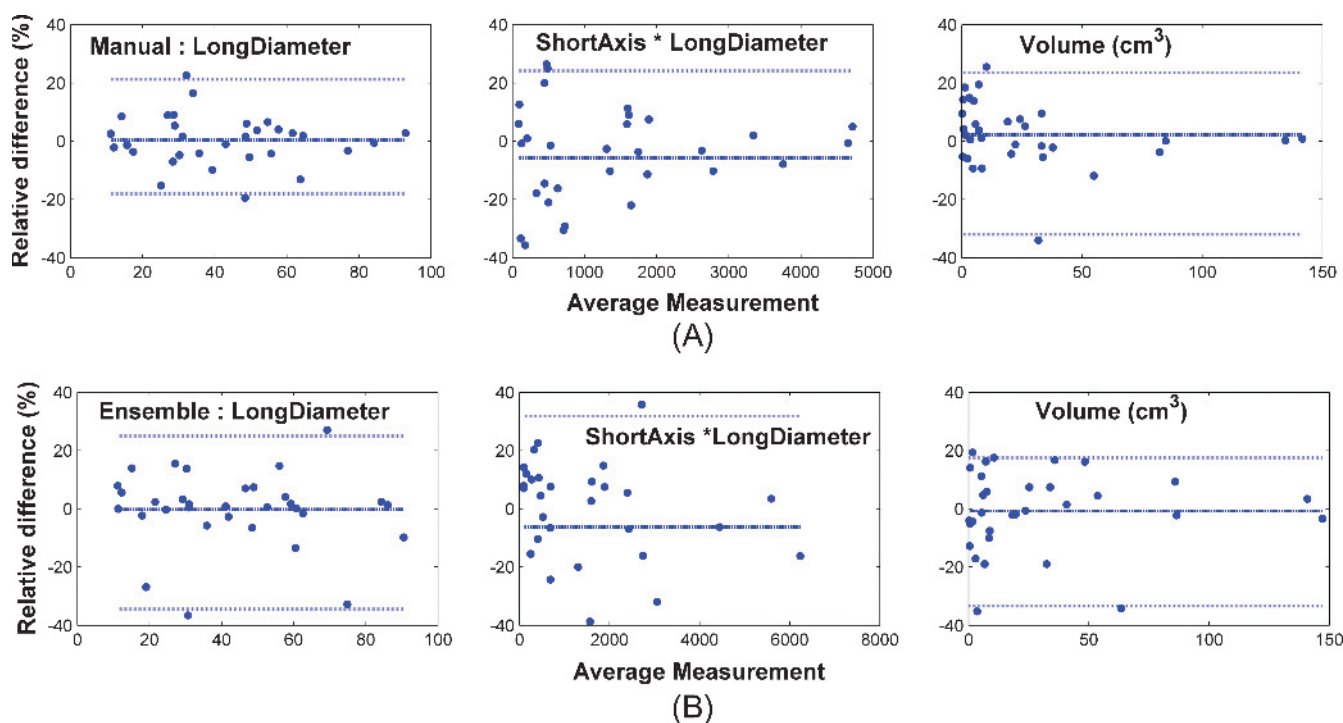 Relative difference (%)
40
20
0
-20
-40
Manual : LongDiameter
0 20 40 60 80 100
40
20
0
-20
-40
ShortAxis * LongDiameter
0 1000 2000 3000 4000 5000
Average Measurement
40
20
0
-20
-40
Volume (cm3)
0 50 100 150
(A)
Relative difference (%)
40
20
0
-20
-40
Ensemble : LongDiameter
0 20 40 60 80 100
40
20
0
-20
-40
ShortAxis *LongDiameter
0 2000 4000 6000 8000
Average Measurement
40
20
0
-20
-40
Volume (cm3)
0 50 100 150
(B)